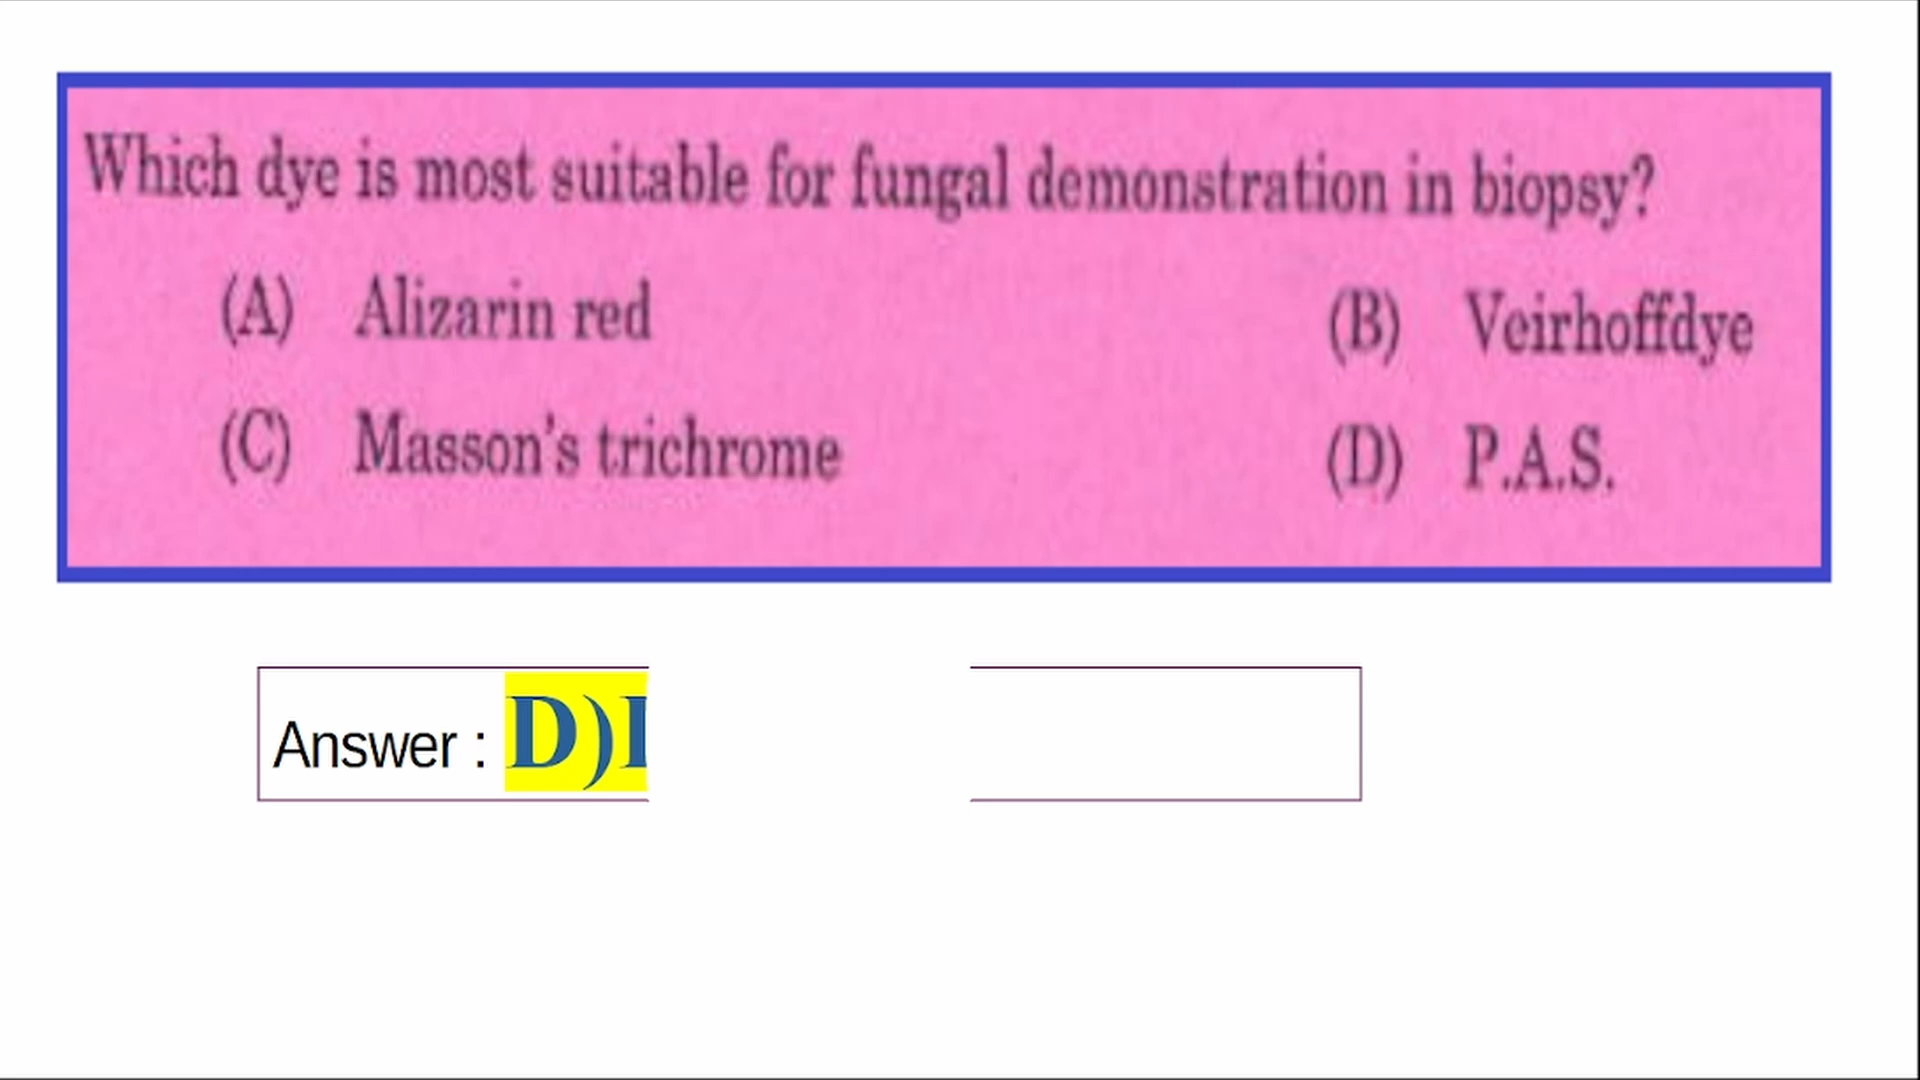 Which dye is most suitable for fungal demonstration in biopsy?
(A) Alizarin red (B) Veirhoffdye
(C) Masson's trichrome (D) P.A.S.
Answer : D)